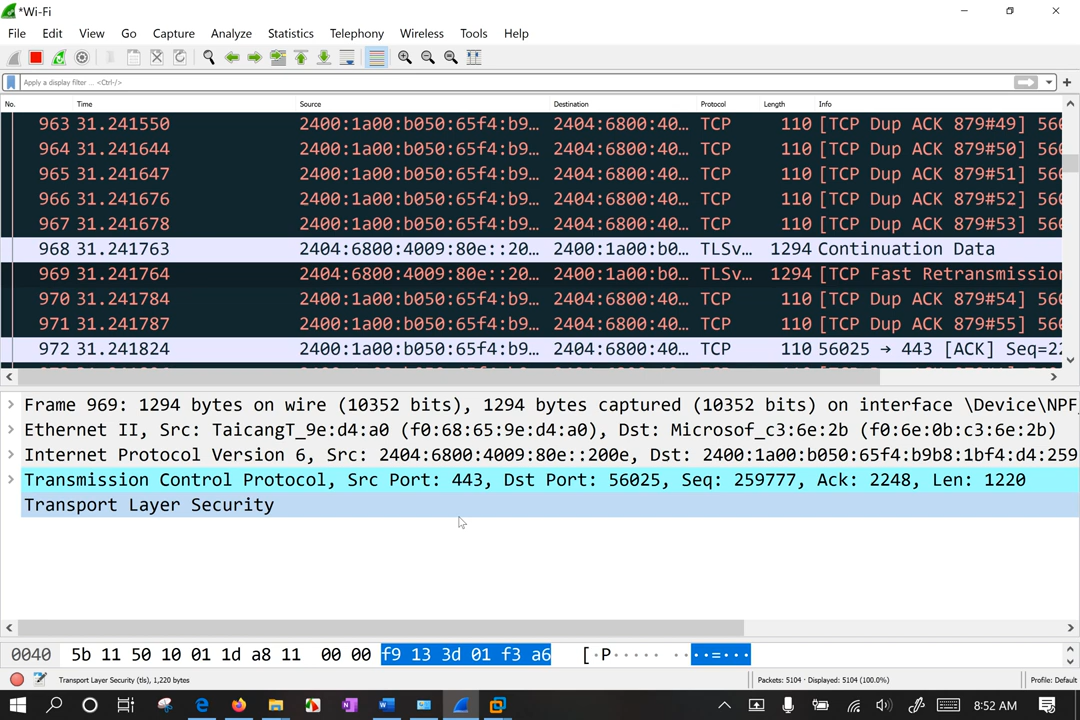 *Wi-Fi
File Edit View Go Capture Analyze Statistics Telephony Wireless Tools Help
Apply a display filter ... <Ctrl-/>
No. Time Source Destination Protocol Length Info
963 31.241550 2400:1a00:b050:65f4:b9… 2404:6800:40… TCP 110 [TCP Dup ACK 879#49] 560
964 31.241644 2400:1a00:b050:65f4:b9… 2404:6800:40… TCP 110 [TCP Dup ACK 879#50] 560
965 31.241647 2400:1a00:b050:65f4:b9… 2404:6800:40… TCP 110 [TCP Dup ACK 879#51] 560
966 31.241676 2400:1a00:b050:65f4:b9… 2404:6800:40… TCP 110 [TCP Dup ACK 879#52] 560
967 31.241678 2400:1a00:b050:65f4:b9… 2404:6800:40… TCP 110 [TCP Dup ACK 879#53] 560
968 31.241763 2404:6800:4009:80e::20… 2400:1a00:b0… TLSv… 1294 Continuation Data
969 31.241764 2404:6800:4009:80e::20… 2400:1a00:b0… TLSv… 1294 [TCP Fast Retransmission
970 31.241784 2400:1a00:b050:65f4:b9… 2404:6800:40… TCP 110 [TCP Dup ACK 879#54] 560
971 31.241787 2400:1a00:b050:65f4:b9… 2404:6800:40… TCP 110 [TCP Dup ACK 879#55] 560
972 31.241824 2400:1a00:b050:65f4:b9… 2404:6800:40… TCP 110 56025 → 443 [ACK] Seq=22
Frame 969: 1294 bytes on wire (10352 bits), 1294 bytes captured (10352 bits) on interface \Device\NPF_
Ethernet II, Src: TaicangT_9e:d4:a0 (f0:68:65:9e:d4:a0), Dst: Microsof_c3:6e:2b (f0:6e:0b:c3:6e:2b)
Internet Protocol Version 6, Src: 2404:6800:4009:80e::200e, Dst: 2400:1a00:b050:65f4:b9b8:1bf4:d4:259
Transmission Control Protocol, Src Port: 443, Dst Port: 56025, Seq: 259777, Ack: 2248, Len: 1220
Transport Layer Security
0040 5b 11 50 10 01 1d a8 11 00 00 f9 13 3d 01 f3 a6 [·P····· ··=···
Transport Layer Security (tls), 1,220 bytes Packets: 5104 · Displayed: 5104 (100.0%) Profile: Default
8:52 AM